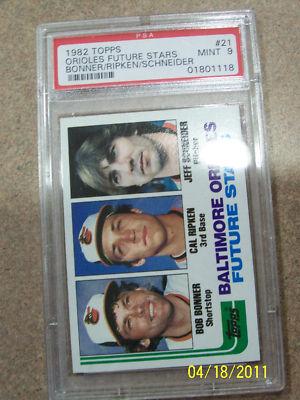 PSA
1982 TOPPS #21
ORIOLES FUTURE STARS MINT 9
BONNER/RIPKEN/SCHNEIDER 01801118
JEFF SCHNEIDER
Pitcher
CAL RIPKEN
3rd Base
BOB BONNER
Shortstop
BALTIMORE ORIOLES
FUTURE STARS
Topps
04/18/2011